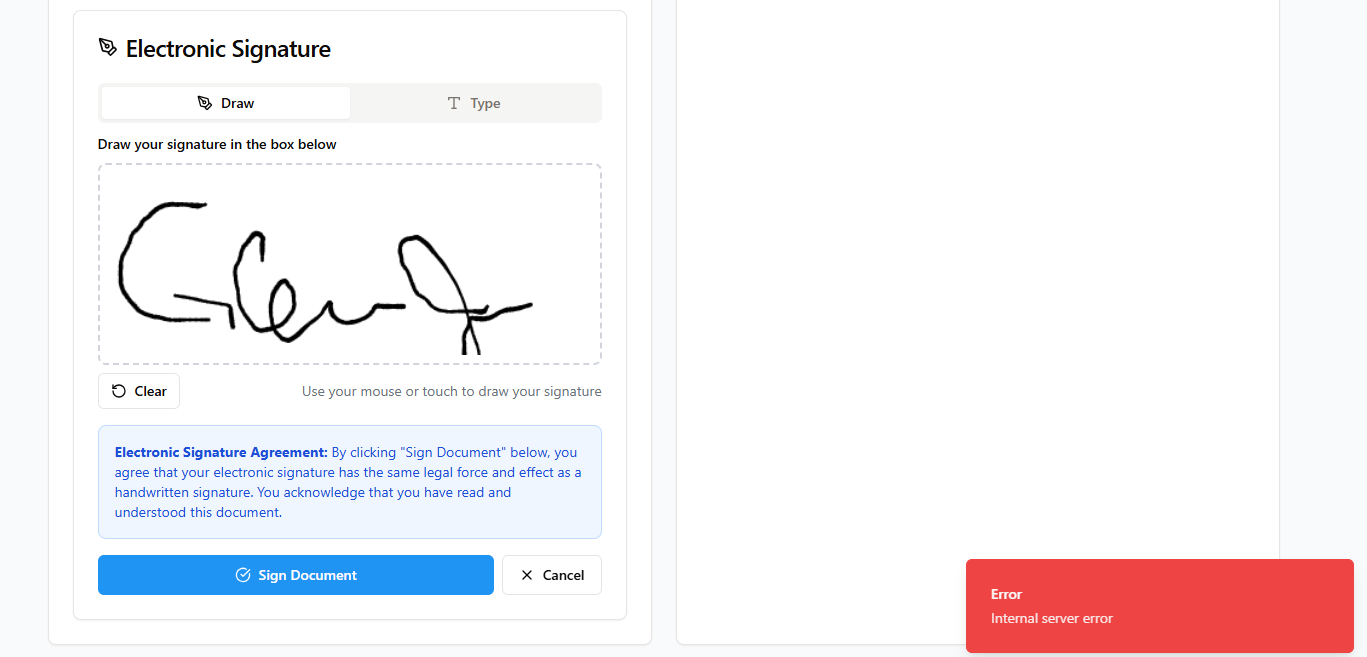 Electronic Signature
Draw
Type
Draw your signature in the box below
Clear
Use your mouse or touch to draw your signature
Electronic Signature Agreement: By clicking "Sign Document" below, you
agree that your electronic signature has the same legal force and effect as a
handwritten signature. You acknowledge that you have read and
understood this document.
Sign Document
Cancel
Error
Internal server error